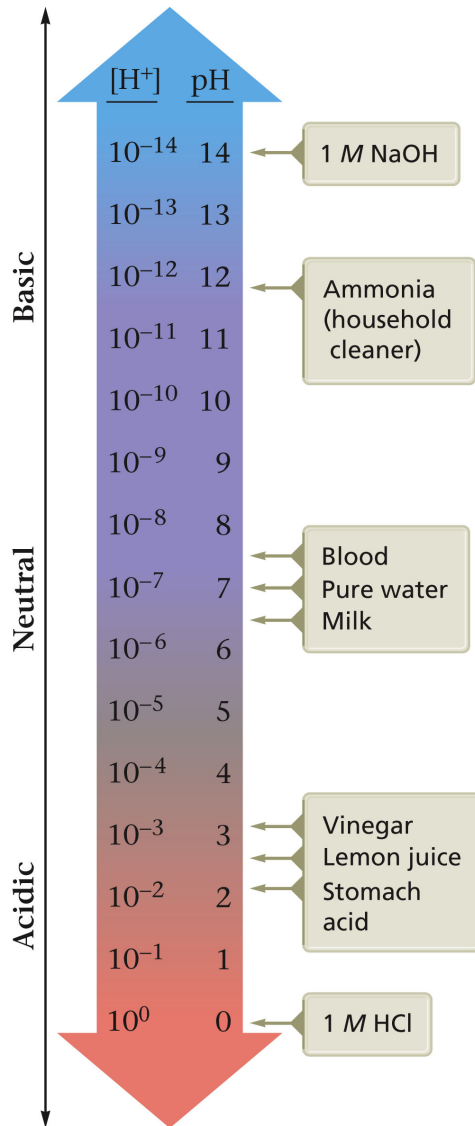 [H⁺] pH
10⁻¹⁴ 14
1 M NaOH
10⁻¹³ 13
10⁻¹² 12
Ammonia
(household
cleaner)
10⁻¹¹ 11
10⁻¹⁰ 10
10⁻⁹ 9
10⁻⁸ 8
Blood
10⁻⁷ 7
Pure water
Milk
10⁻⁶ 6
10⁻⁵ 5
10⁻⁴ 4
10⁻³ 3
Vinegar
Lemon juice
10⁻² 2
Stomach
acid
10⁻¹ 1
10⁰ 0
1 M HCl
Basic
Neutral
Acidic